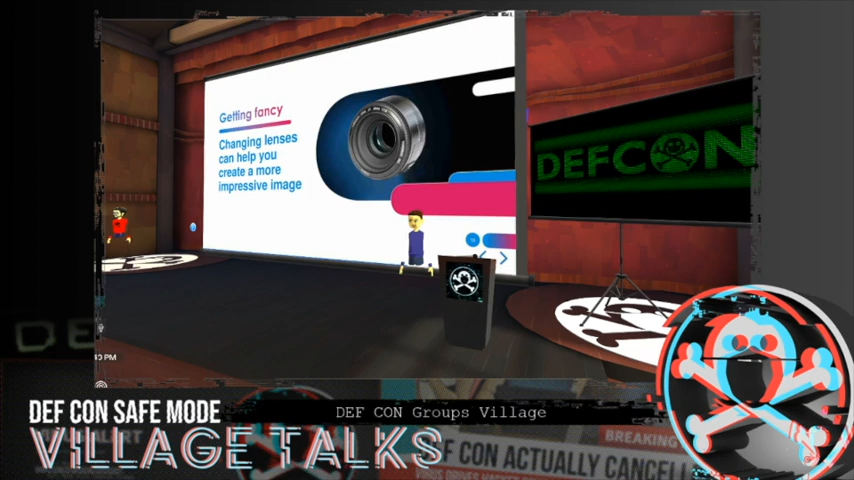 Getting fancy
Changing lenses
can help you
create a more
impressive image
DEFCON
DEF CON SAFE MODE
VILLAGE TALKS
DEF CON Groups Village
BREAKING
DEF CON ACTUALLY CANCELL